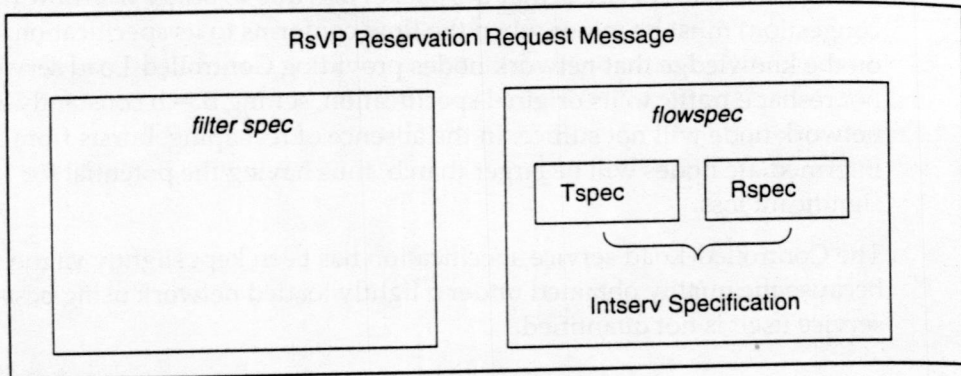 RsVP Reservation Request Message
filter spec
flowspec
Tspec
Rspec
Intserv Specification